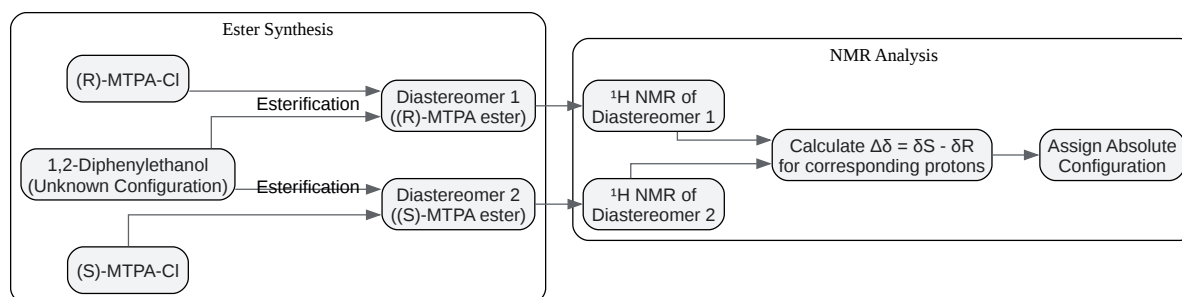 Ester Synthesis
(R)-MTPA-Cl
Esterification
Diastereomer 1
((R)-MTPA ester)
1,2-Diphenylethanol
(Unknown Configuration)
Esterification
Diastereomer 2
((S)-MTPA ester)
(S)-MTPA-Cl
NMR Analysis
¹H NMR of
Diastereomer 1
¹H NMR of
Diastereomer 2
Calculate Δδ = δS - δR
for corresponding protons
Assign Absolute
Configuration